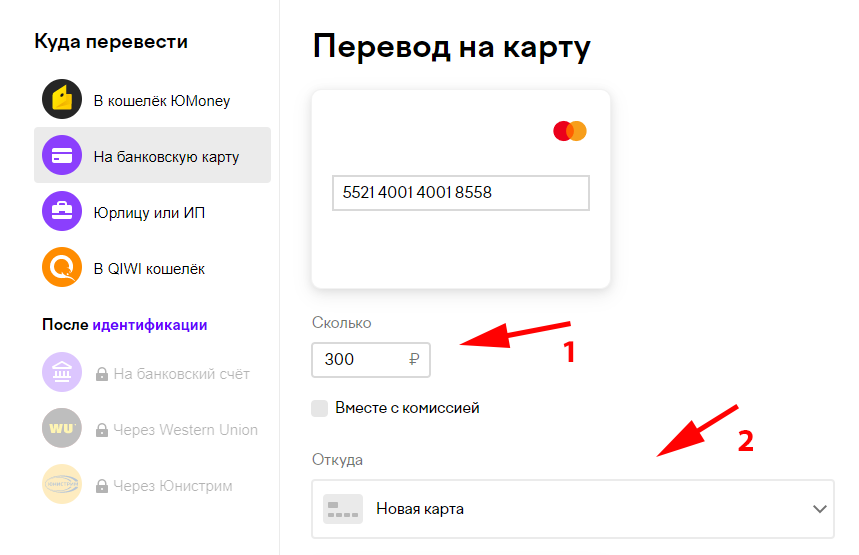 Куда перевести
В кошелёк ЮMoney
На банковскую карту
Юрлицу или ИП
В QIWI кошелёк
После идентификации
На банковский счёт
WU
Через Western Union
Через Юнистрим
Перевод на карту
5521 4001 4001 8558
Сколько
300 ₽
1
Вместе с комиссией
2
Откуда
Новая карта